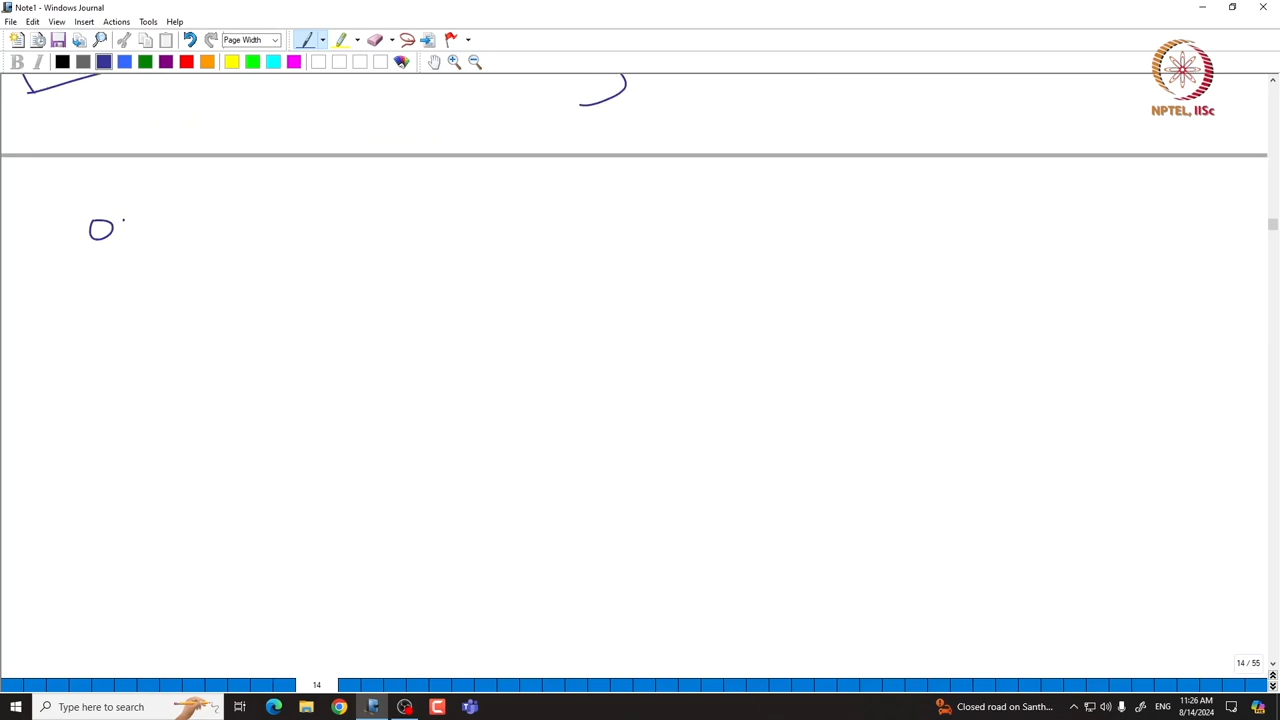 Note1 - Windows Journal
File Edit View Insert Actions Tools Help
Page Width
B I
NPTEL, IISc
O
14 / 55
14
Type here to search
Closed road on Santh...
ENG
11:26 AM
8/14/2024